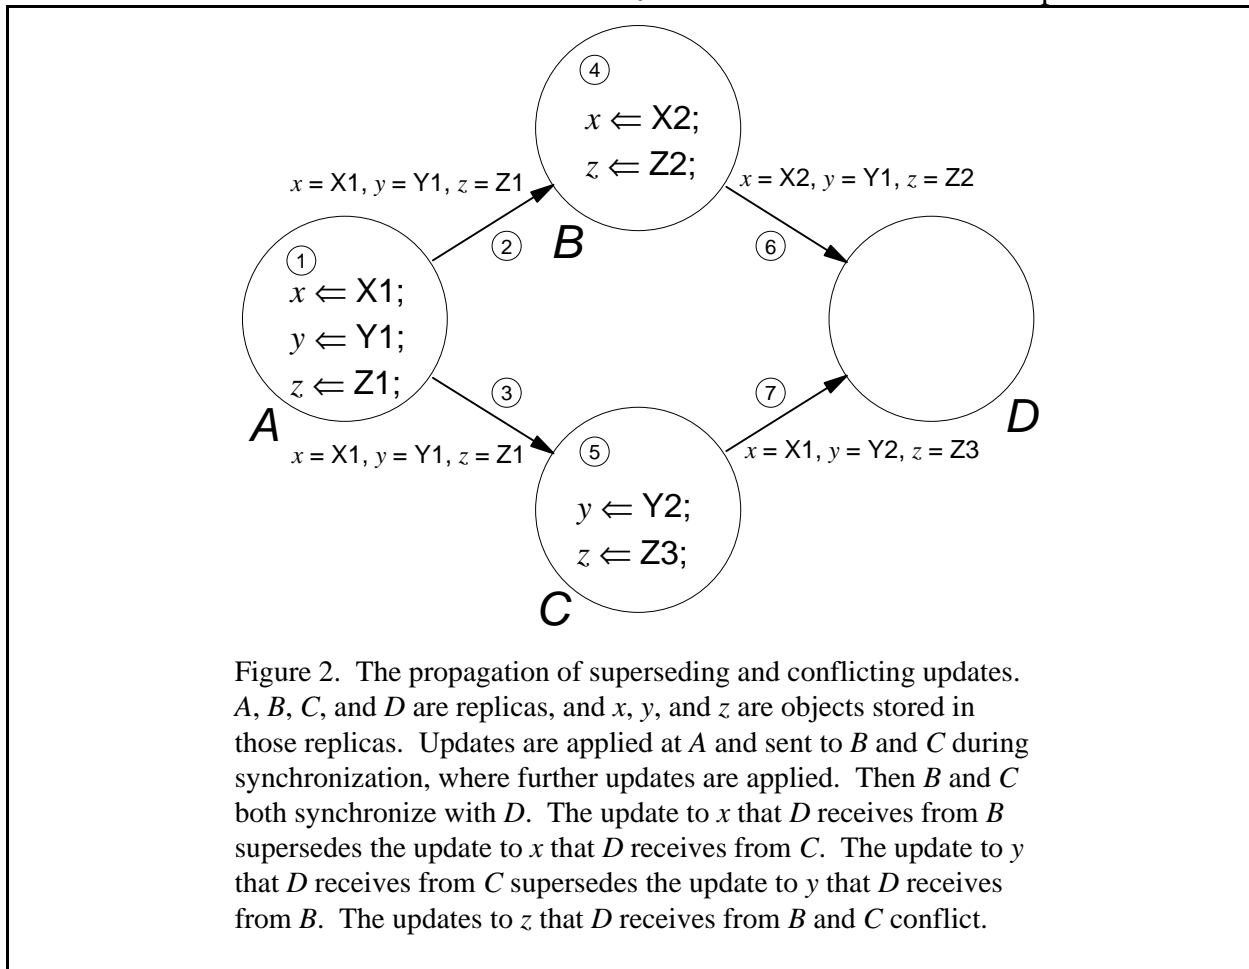 ④
x ⇐ X2;
z ⇐ Z2;
x = X1, y = Y1, z = Z1
x = X2, y = Y1, z = Z2
②
B
⑥
①
x ⇐ X1;
y ⇐ Y1;
z ⇐ Z1;
A
③
⑦
D
x = X1, y = Y1, z = Z1
⑤
x = X1, y = Y2, z = Z3
y ⇐ Y2;
z ⇐ Z3;
C
Figure 2. The propagation of superseding and conflicting updates.
A, B, C, and D are replicas, and x, y, and z are objects stored in
those replicas. Updates are applied at A and sent to B and C during
synchronization, where further updates are applied. Then B and C
both synchronize with D. The update to x that D receives from B
supersedes the update to x that D receives from C. The update to y
that D receives from C supersedes the update to y that D receives
from B. The updates to z that D receives from B and C conflict.